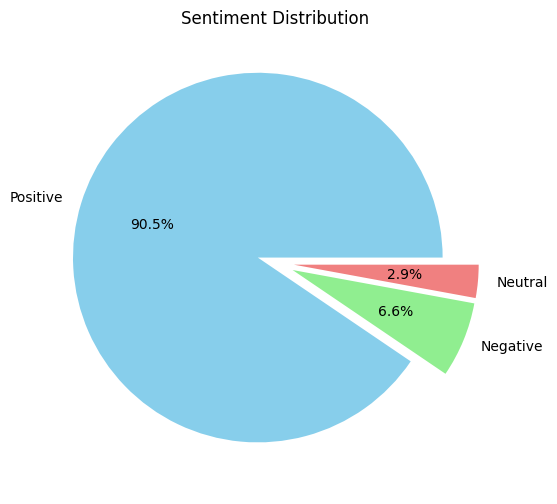 Sentiment Distribution
Positive
90.5%
2.9%
Neutral
6.6%
Negative